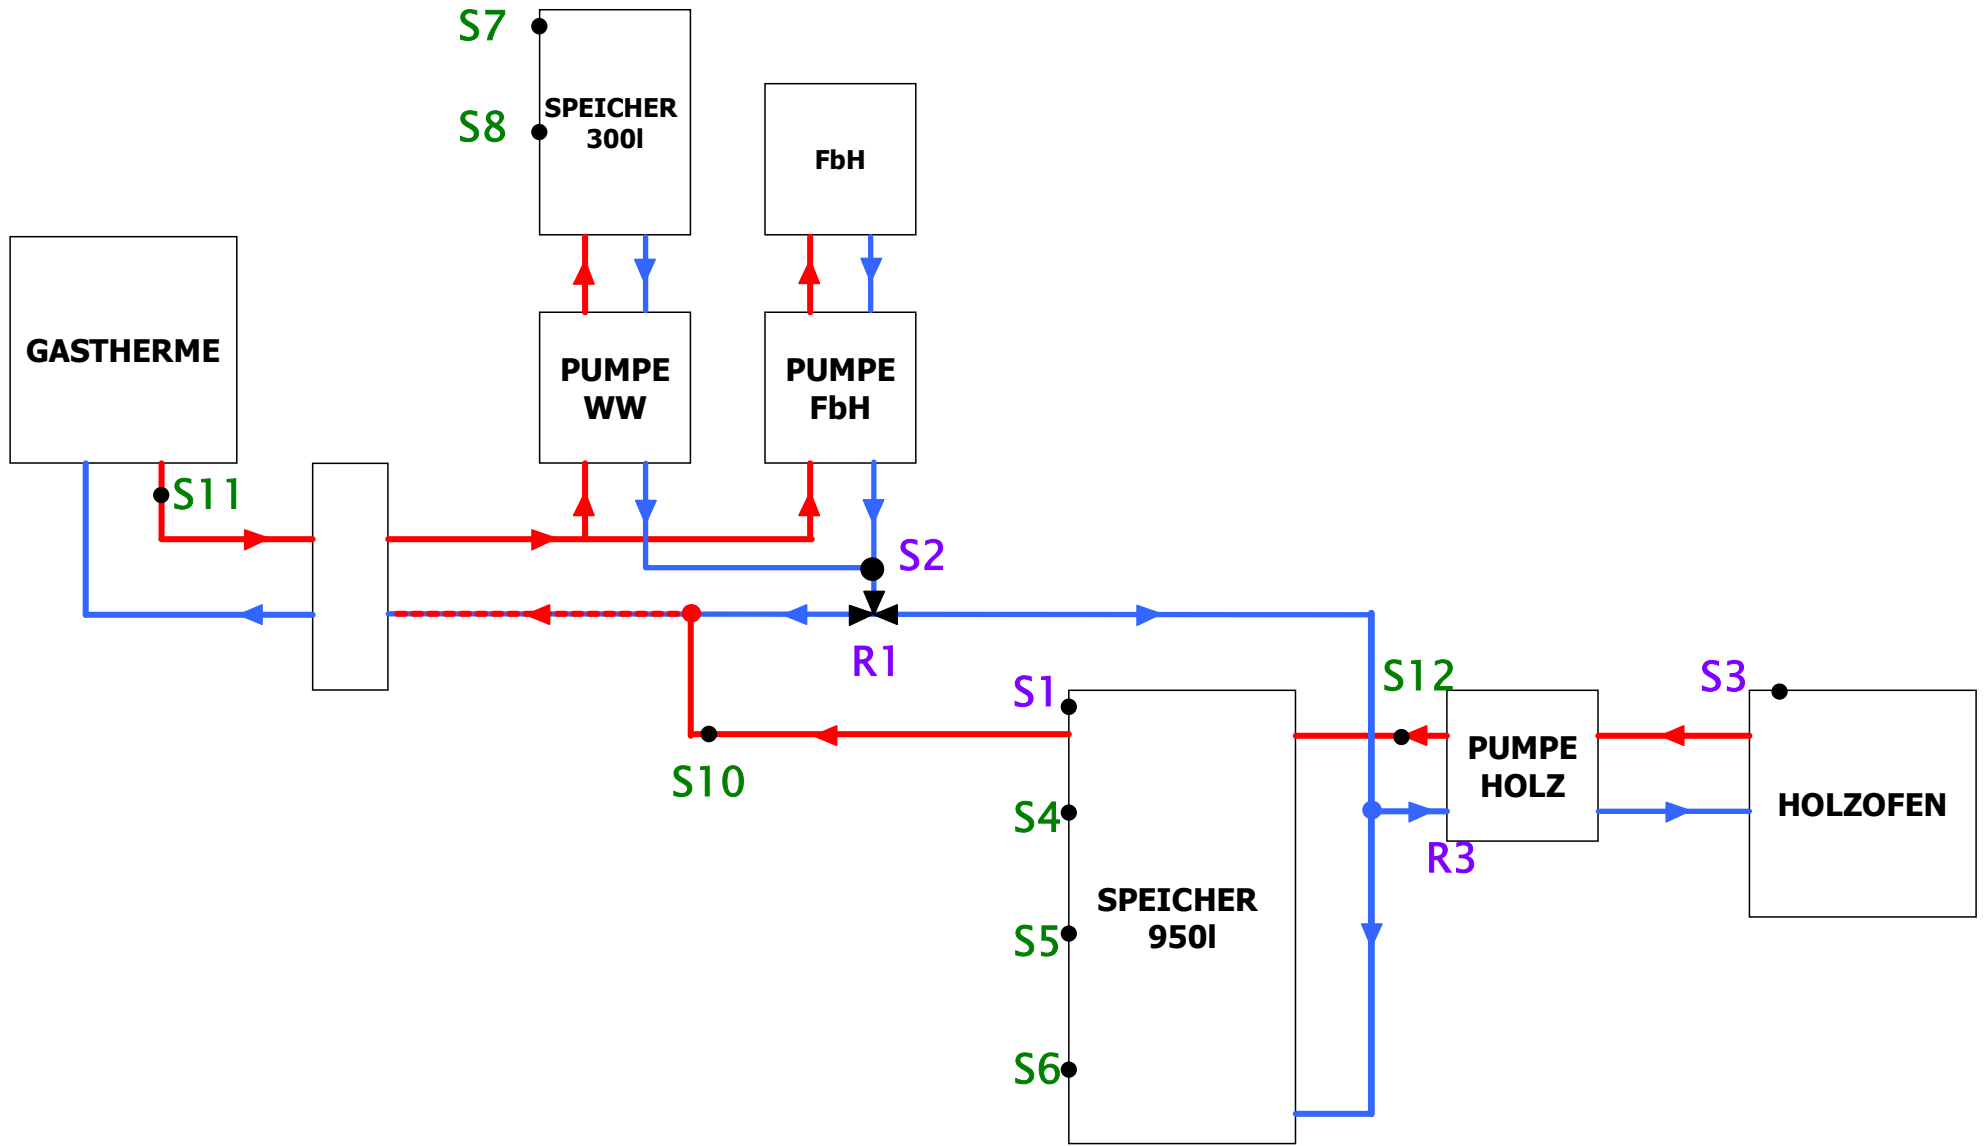 S7
SPEICHER
300l
S8
FbH
GASTHERME
PUMPE
WW
PUMPE
FbH
S11
S2
R1
S1
S12
S3
PUMPE
HOLZ
S10
HOLZOFEN
S4
R3
SPEICHER
950l
S5
S6